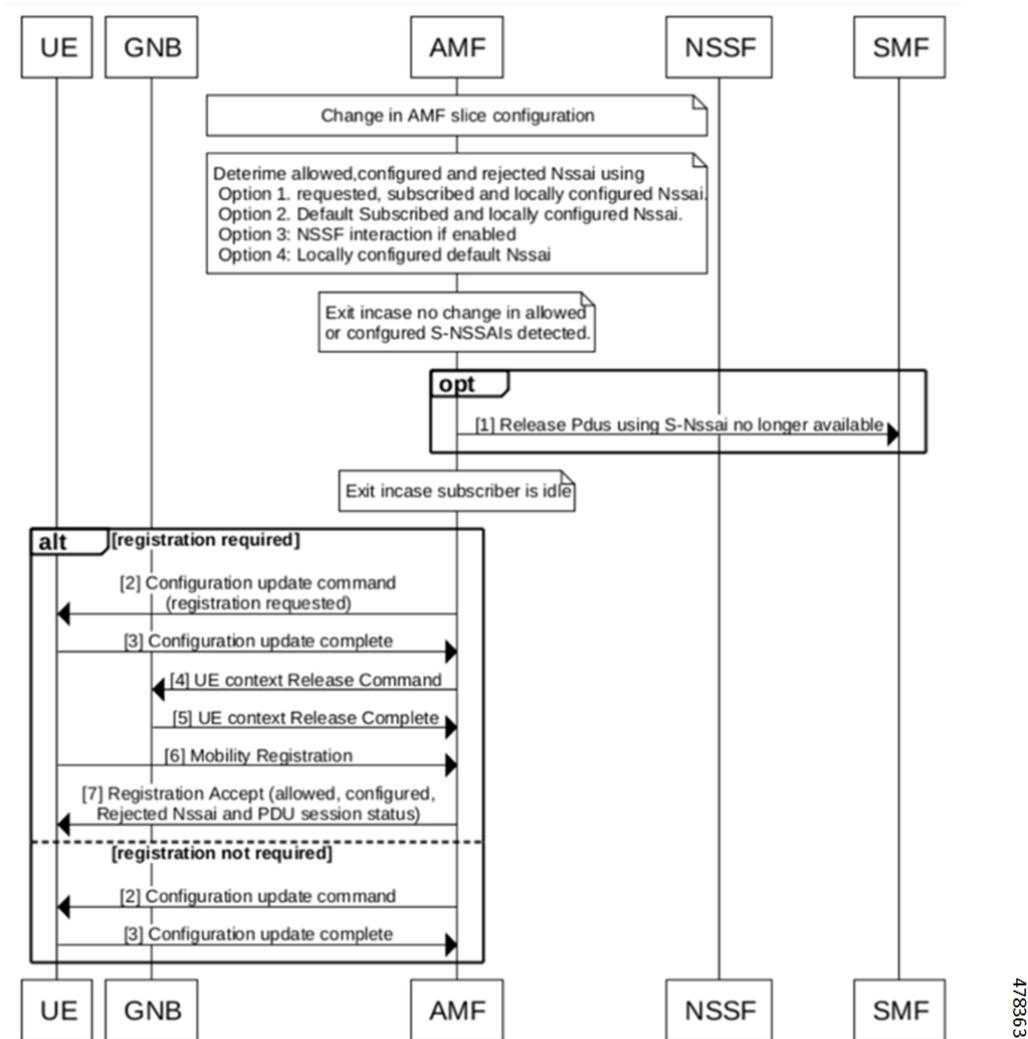 UE GNB AMF NSSF SMF
Change in AMF slice configuration
Deterime allowed,configured and rejected Nssai using
Option 1. requested, subscribed and locally configured Nssai.
Option 2. Default Subscribed and locally configured Nssai.
Option 3: NSSF interaction if enabled
Option 4: Locally configured default Nssai
Exit incase no change in allowed
or confgured S-NSSAIs detected.
opt
[1] Release Pdus using S-Nssai no longer available
Exit incase subscriber is idle
alt [registration required]
[2] Configuration update command
(registration requested)
[3] Configuration update complete
[4] UE context Release Command
[5] UE context Release Complete
[6] Mobility Registration
[7] Registration Accept (allowed, configured,
Rejected Nssai and PDU session status)
[registration not required]
[2] Configuration update command
[3] Configuration update complete
UE GNB AMF NSSF SMF
478363